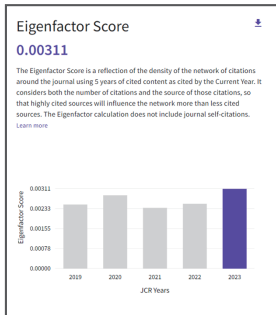 Eigenfactor Score
0.00311
The Eigenfactor Score is a reflection of the density of the network of citations
around the journal using 5 years of cited content as cited by the Current Year. It
considers both the number of citations and the source of those citations, so
that highly cited sources will influence the network more than less cited
sources. The Eigenfactor calculation does not include journal self-citations.
Learn more
Eigenfactor Score
0.00311
0.00233
0.00155
0.00078
0.00000
2019 2020 2021 2022 2023
JCR Years